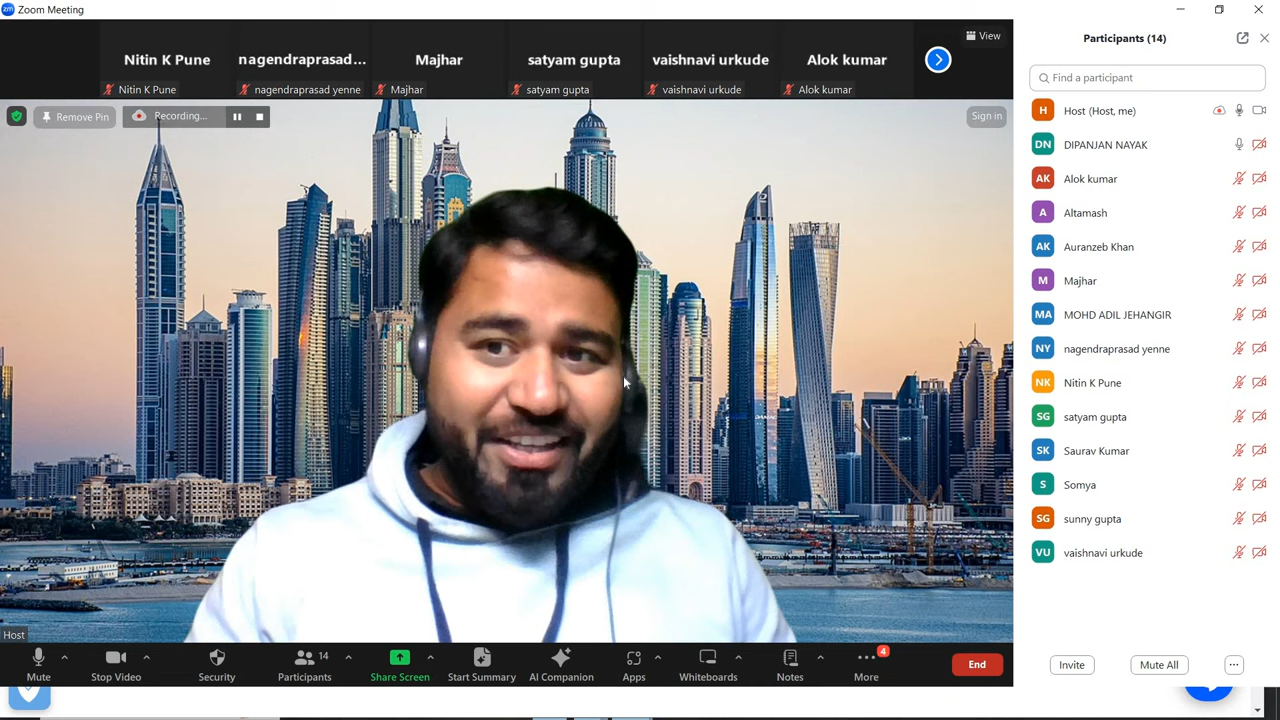 zm Zoom Meeting
Nitin K Pune
nagendraprasad...
Majhar
satyam gupta
vaishnavi urkude
Alok kumar
View
Nitin K Pune
nagendraprasad yenne
Majhar
satyam gupta
vaishnavi urkude
Alok kumar
Remove Pin
Recording...
Sign in
Host
Mute
Stop Video
Security
14
Participants
Share Screen
Start Summary
AI Companion
Apps
Whiteboards
Notes
4
More
End
Participants (14)
Find a participant
H Host (Host, me)
DN DIPANJAN NAYAK
AK Alok kumar
A Altamash
AK Auranzeb Khan
M Majhar
MA MOHD ADIL JEHANGIR
NY nagendraprasad yenne
NK Nitin K Pune
SG satyam gupta
SK Saurav Kumar
S Somya
SG sunny gupta
VU vaishnavi urkude
Invite
Mute All